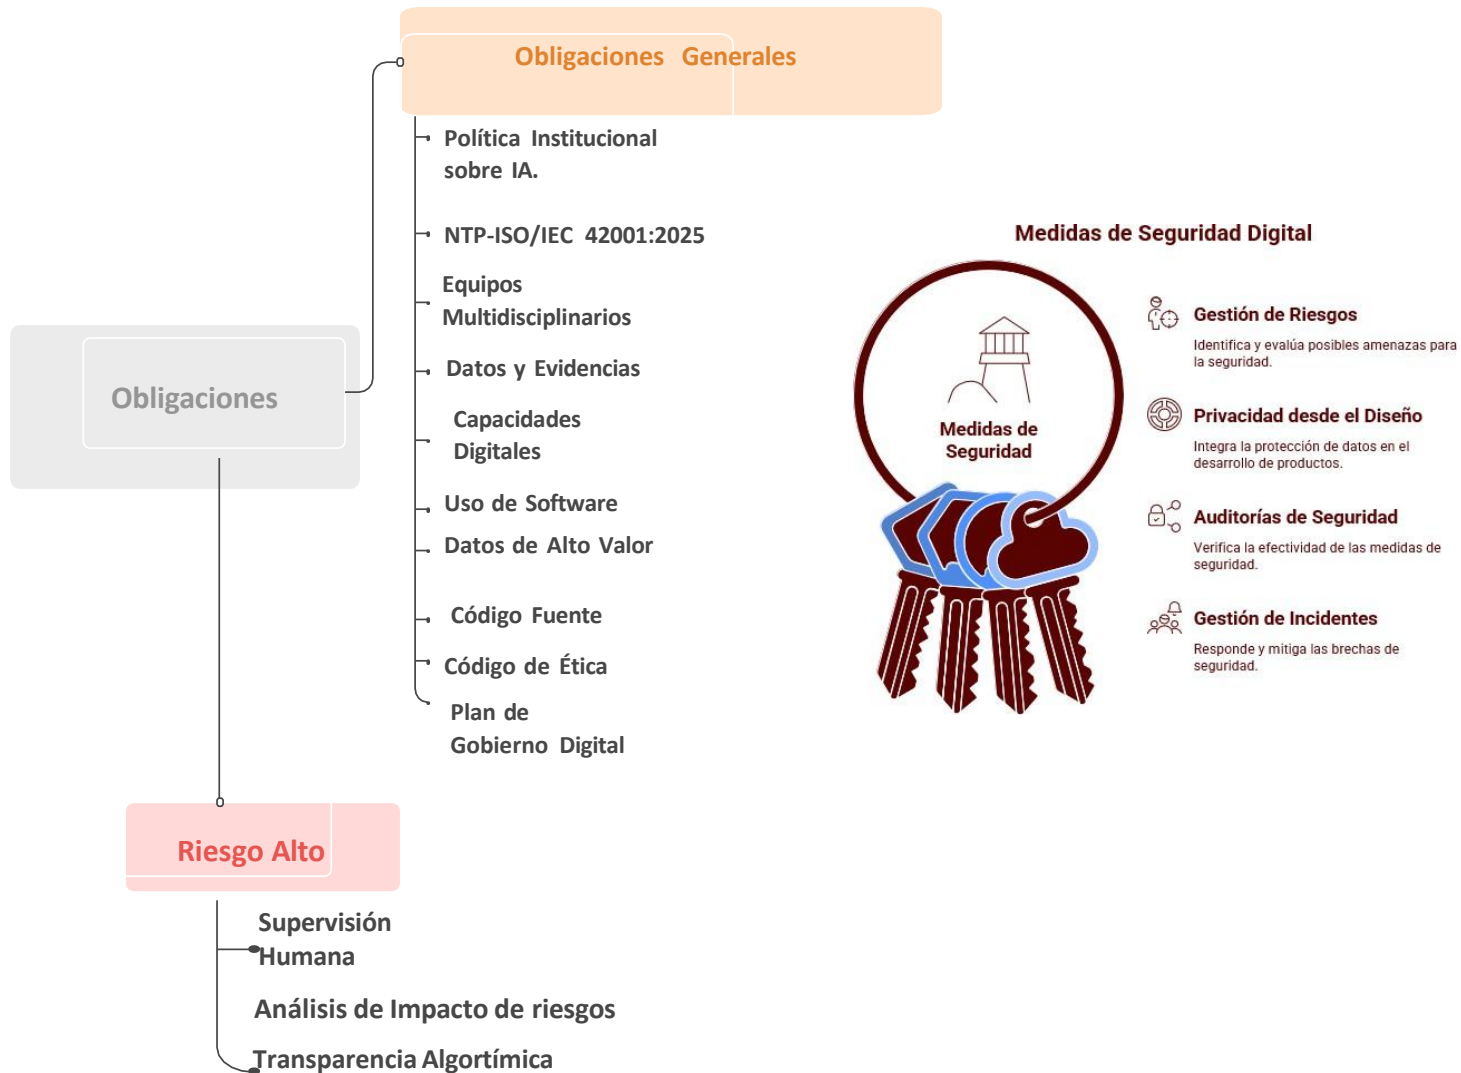 Obligaciones Generales
Política Institucional
sobre IA.
NTP-ISO/IEC 42001:2025
Equipos
Multidisciplinarios
Datos y Evidencias
Capacidades
Digitales
Uso de Software
Datos de Alto Valor
Código Fuente
Código de Ética
Plan de
Gobierno Digital
Obligaciones
Riesgo Alto
Supervisión
Humana
Análisis de Impacto de riesgos
Transparencia Algortímica
Medidas de Seguridad Digital
Medidas de
Seguridad
Gestión de Riesgos
Identifica y evalúa posibles amenazas para
la seguridad.
Privacidad desde el Diseño
Integra la protección de datos en el
desarrollo de productos.
Auditorías de Seguridad
Verifica la efectividad de las medidas de
seguridad.
Gestión de Incidentes
Responde y mitiga las brechas de
seguridad.